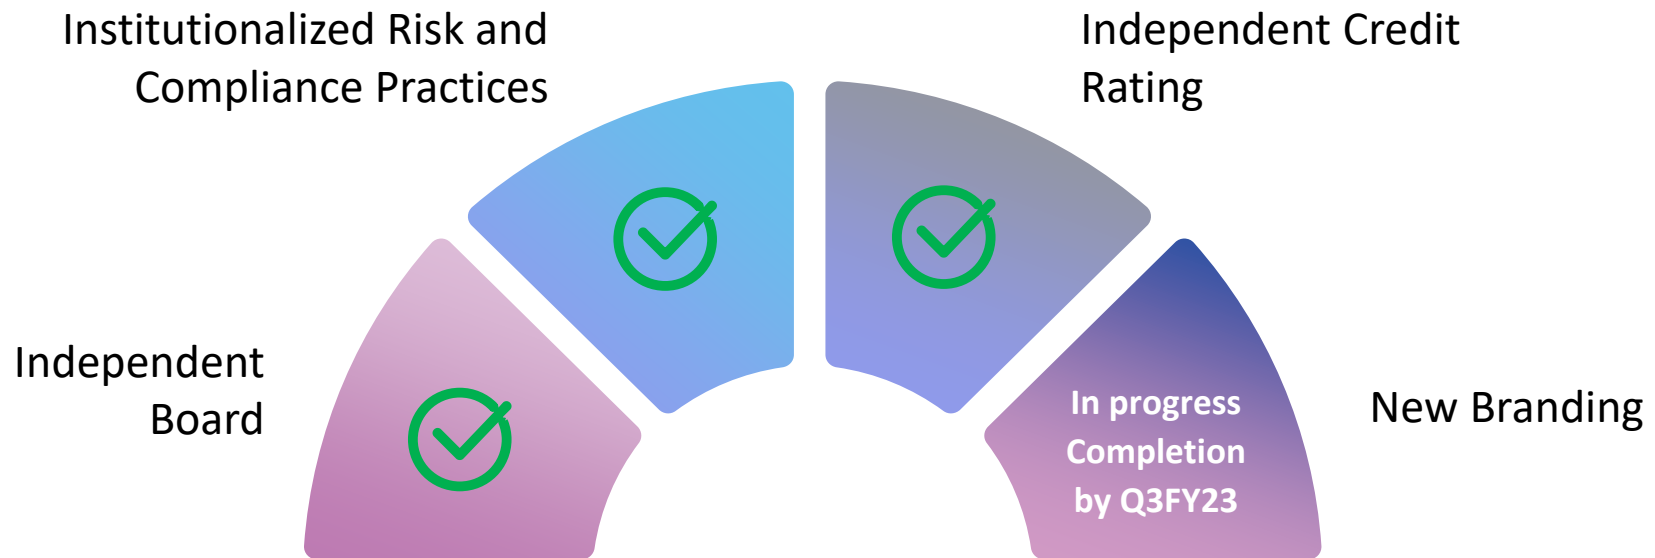 Institutionalized Risk and
Compliance Practices
Independent Credit
Rating
Independent
Board
In progress
Completion
by Q3FY23
New Branding